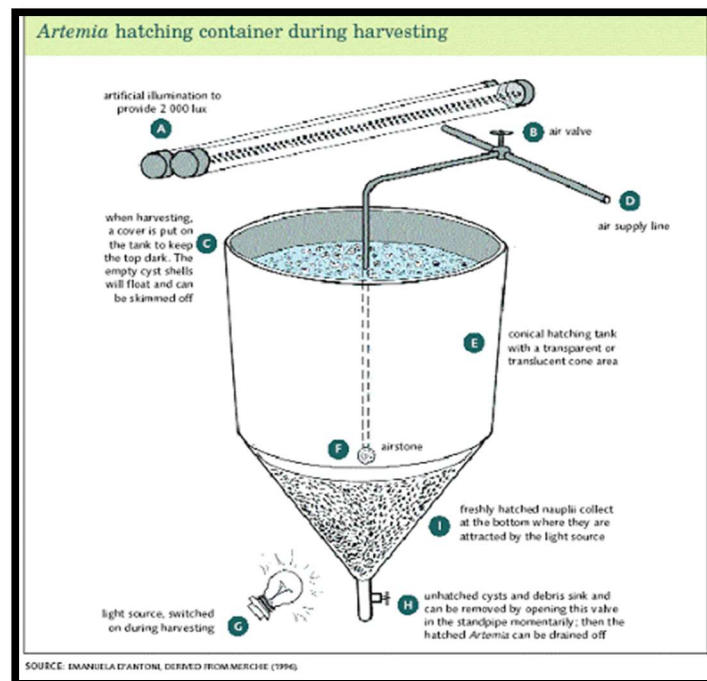 Artemia hatching container during harvesting
artificial illumination to
provide 2 000 lux
A
B
air valve
D
air supply line
when harvesting,
a cover is put on
the tank to keep
the top dark. The
empty cyst shells
will float and can
be skimmed off
C
E
conical hatching tank
with a transparent or
translucent cone area
F
airstone
I
freshly hatched nauplii collect
at the bottom where they are
attracted by the light source
light source, switched
on during harvesting
G
H
unhatched cysts and debris sink and
can be removed by opening this valve
in the standpipe momentarily; then the
hatched Artemia can be drained off
SOURCE: EMANUELA D'ANTONI, DERIVED FROM MERCHIE (1996).